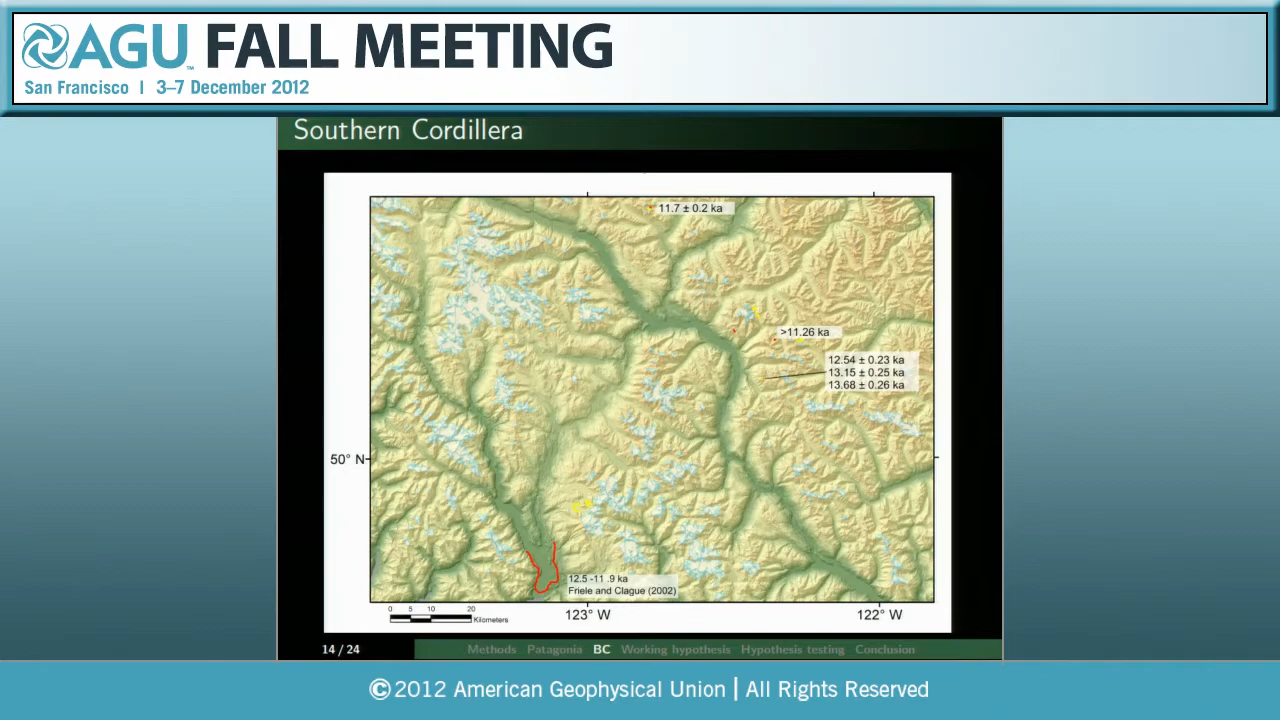 AGU™ FALL MEETING
San Francisco | 3–7 December 2012
Southern Cordillera
11.7 ± 0.2 ka
>11.26 ka
12.54 ± 0.23 ka
13.15 ± 0.25 ka
13.68 ± 0.26 ka
50° N
12.5 -11 .9 ka
Friele and Clague (2002)
0 5 10 20
Kilometers
123° W
122° W
14 / 24
Methods Patagonia BC Working hypothesis Hypothesis testing Conclusion
©2012 American Geophysical Union | All Rights Reserved